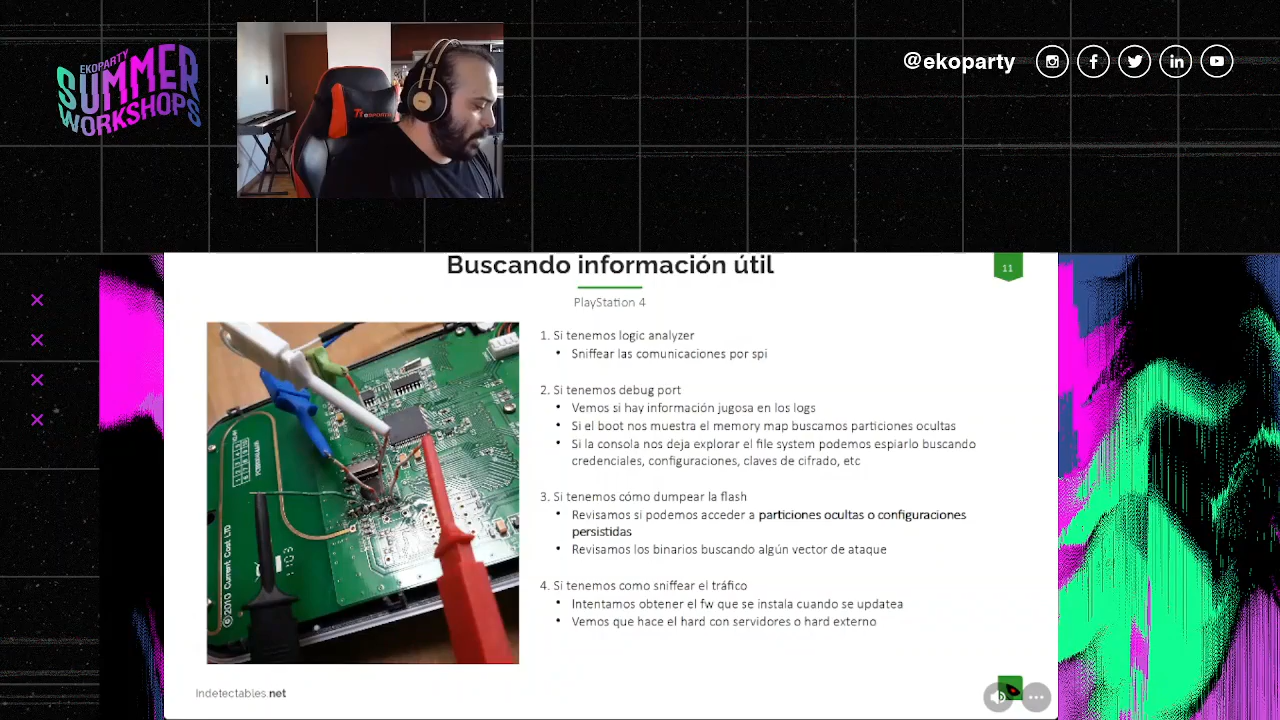 EKOPARTY
SUMMER
WORKSHOPS
@ekoparty
Buscando información útil
11
PlayStation 4
1. Si tenemos logic analyzer
• Sniffear las comunicaciones por spi
2. Si tenemos debug port
• Vemos si hay información jugosa en los logs
• Si el boot nos muestra el memory map buscamos particiones ocultas
• Si la consola nos deja explorar el file system podemos espiarlo buscando
credenciales, configuraciones, claves de cifrado, etc
3. Si tenemos cómo dumpear la flash
• Revisamos si podemos acceder a particiones ocultas o configuraciones
persistidas
• Revisamos los binarios buscando algún vector de ataque
4. Si tenemos como sniffear el tráfico
• Intentamos obtener el fw que se instala cuando se updatea
• Vemos que hace el hard con servidores o hard externo
©2010 Current Cost LTD
Indetectables.net